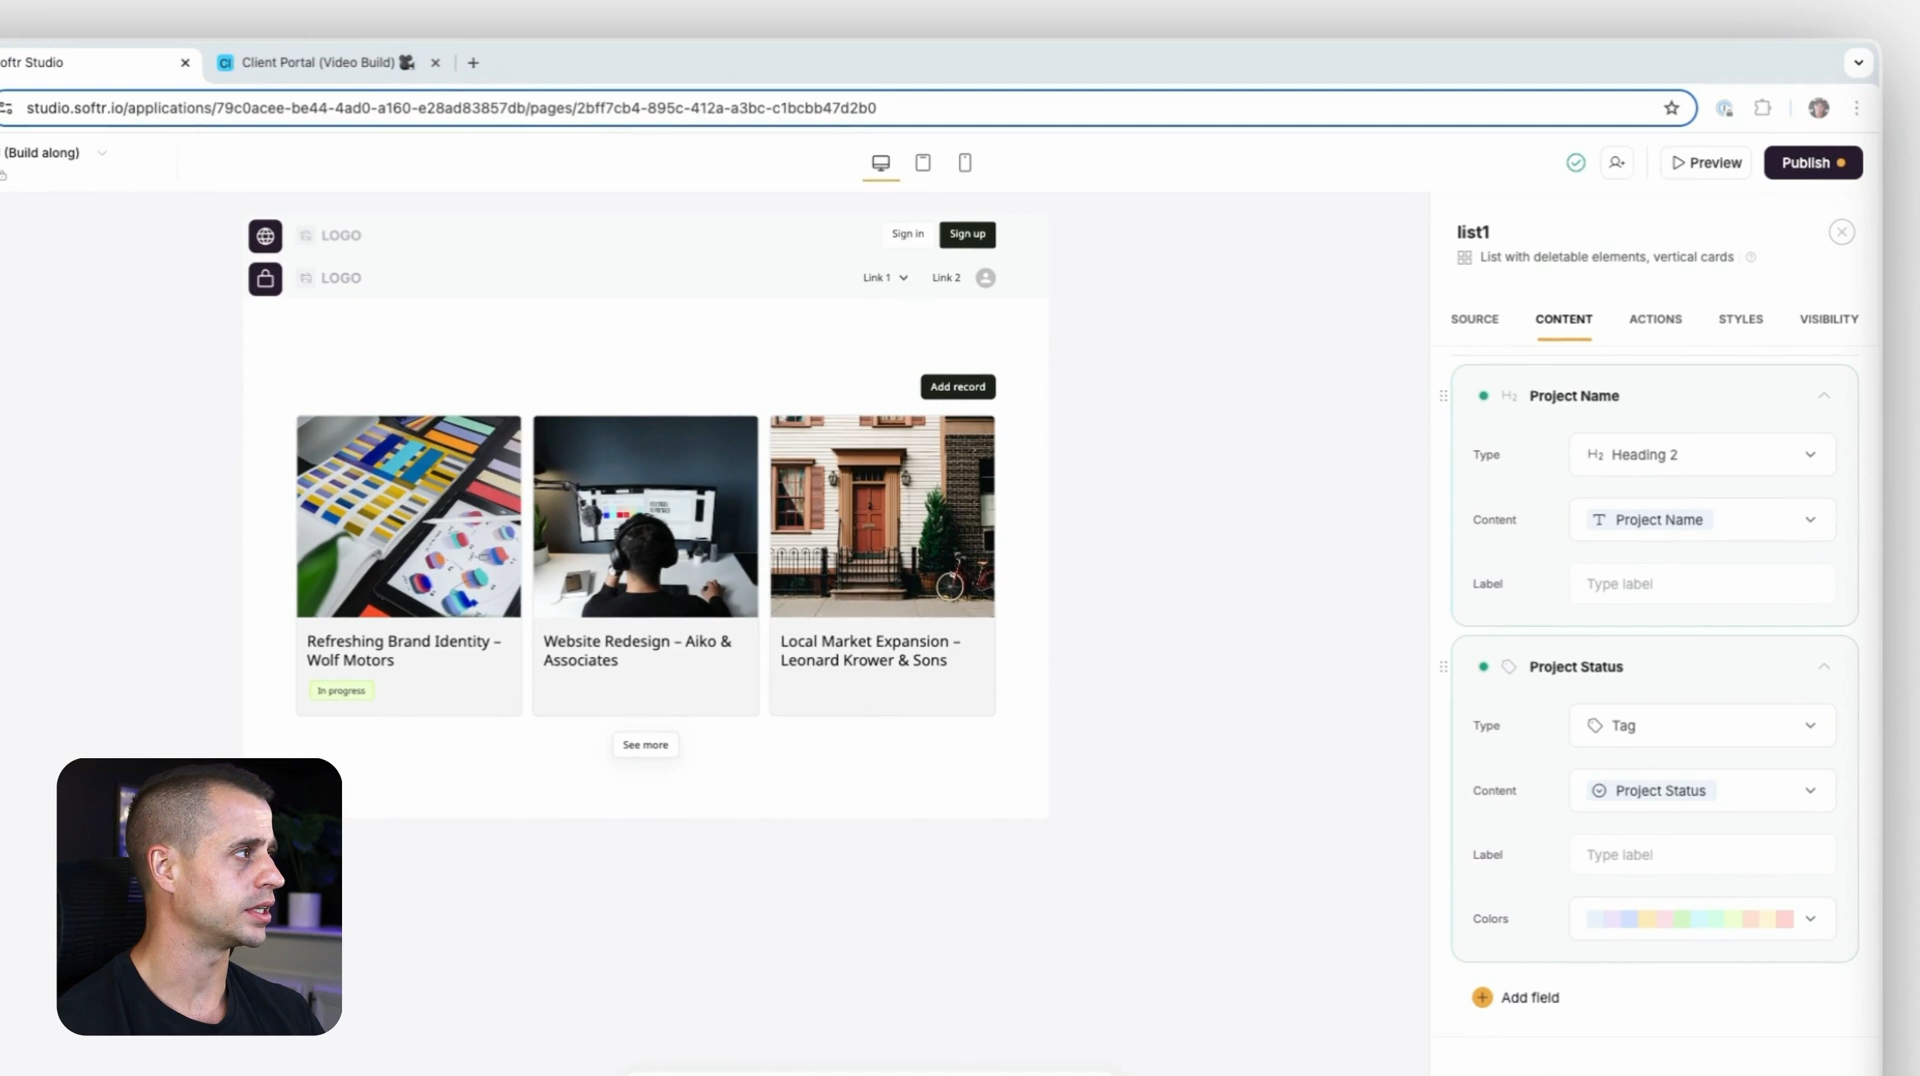 oftr Studio
Ci Client Portal (Video Build)
studio.softr.io/applications/79c0acee-be44-4ad0-a160-e28ad83857db/pages/2bff7cb4-895c-412a-a3bc-c1bcbb47d2b0
(Build along)
Preview
Publish
LOGO
Sign in
Sign up
LOGO
Link 1
Link 2
Add record
Refreshing Brand Identity –
Wolf Motors
In progress
Website Redesign – Aiko &
Associates
Local Market Expansion –
Leonard Krower & Sons
See more
list1
List with deletable elements, vertical cards
SOURCE
CONTENT
ACTIONS
STYLES
VISIBILITY
H2 Project Name
Type
H2 Heading 2
Content
T Project Name
Label
Type label
Project Status
Type
Tag
Content
Project Status
Label
Type label
Colors
Add field